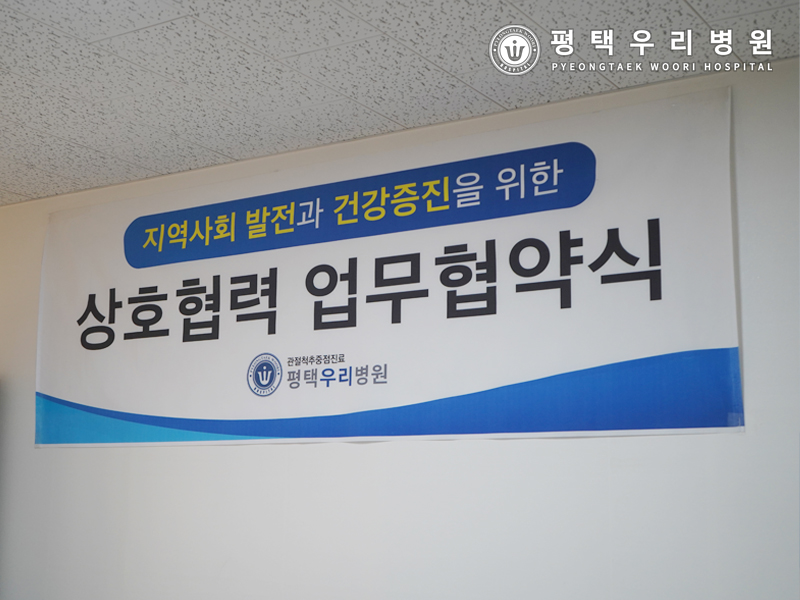 평택우리병원
PYEONGTAEK WOORI HOSPITAL
지역사회 발전과 건강증진을 위한
상호협력 업무협약식
관절척추중점진료
평택우리병원